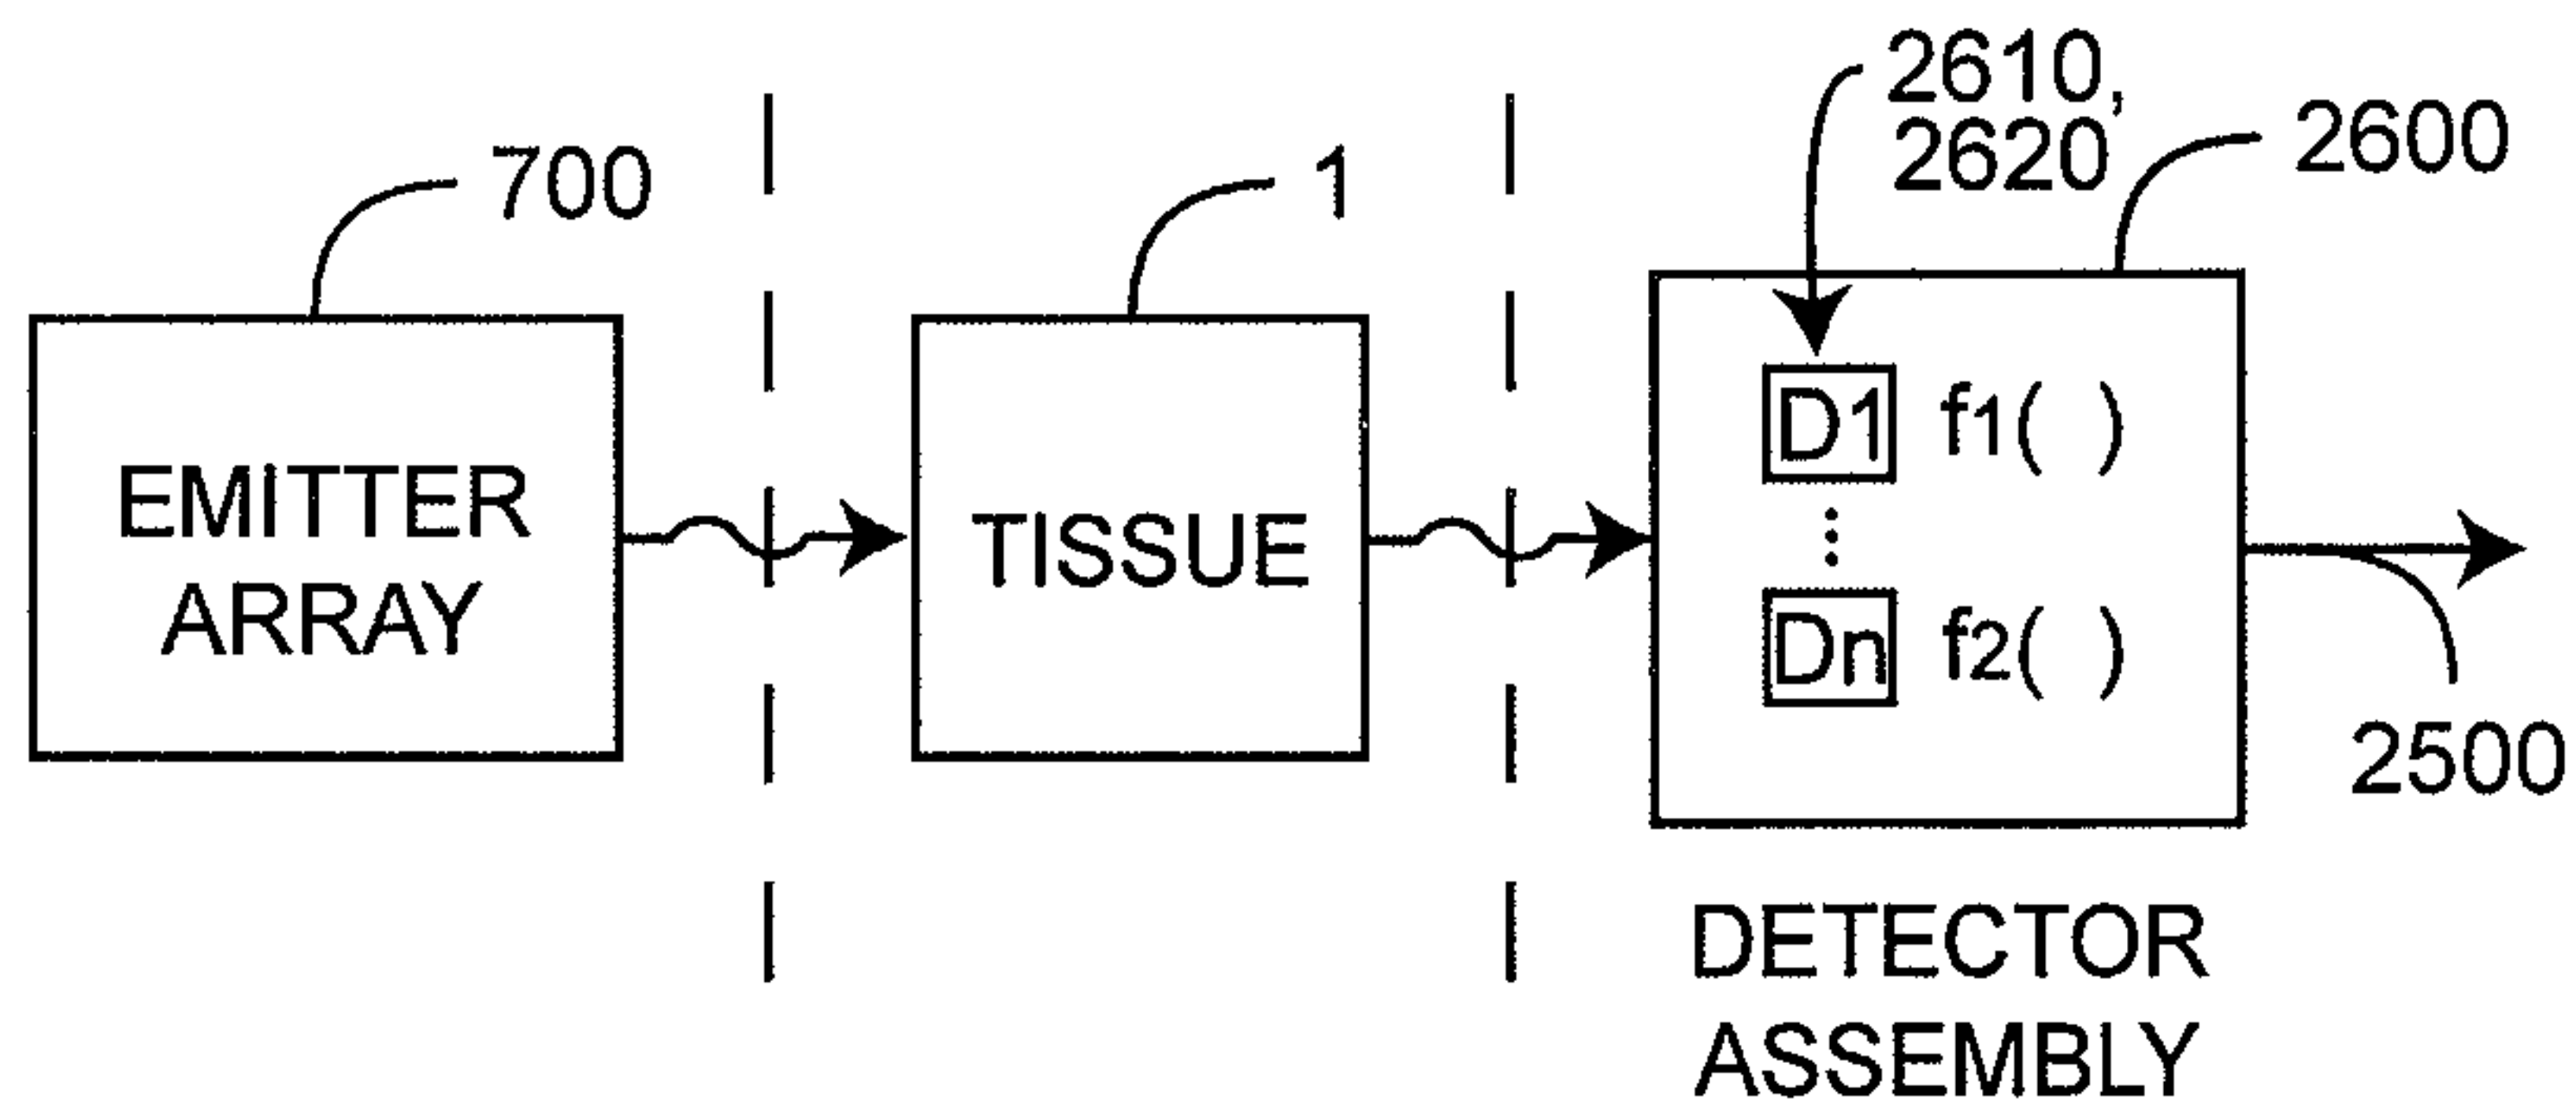 2610,
2620
2600
700
1
EMITTER
ARRAY
TISSUE
D1 f1( )
Dn f2( )
2500
DETECTOR
ASSEMBLY